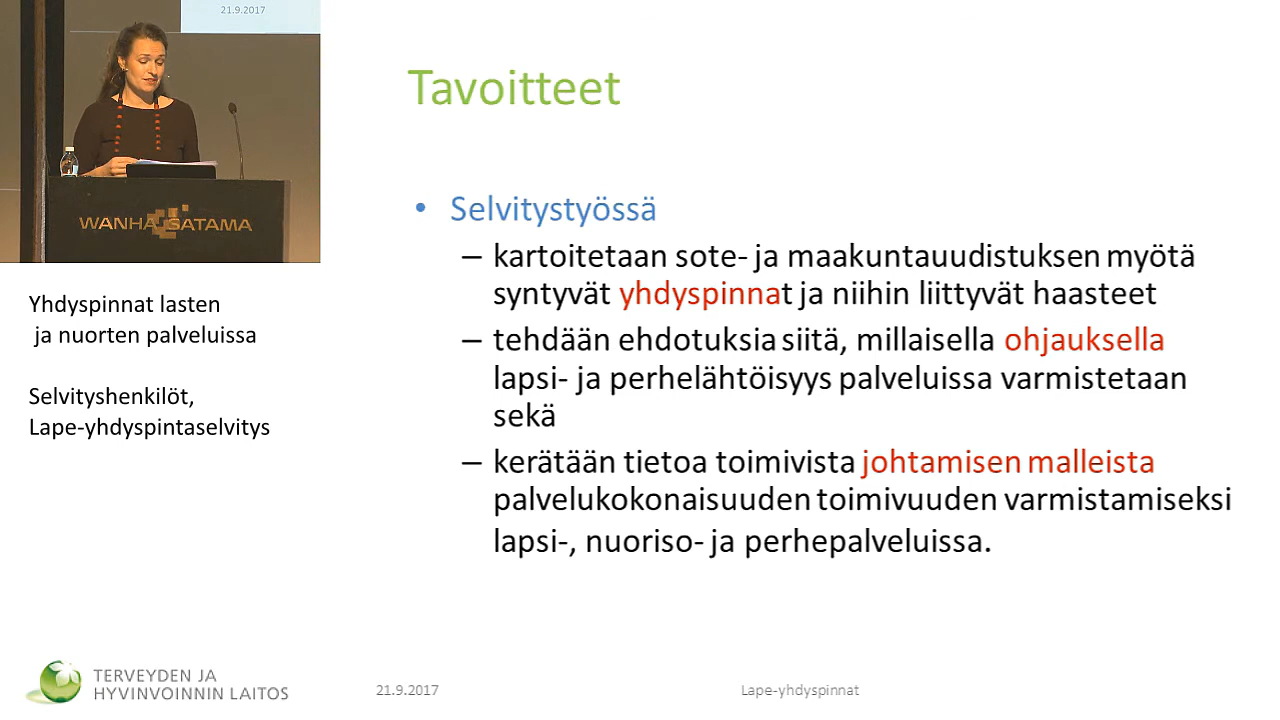 21.9.2017
WANHA SATAMA
Yhdyspinnat lasten
ja nuorten palveluissa
Selvityshenkilöt,
Lape-yhdyspintaselvitys
Tavoitteet
• Selvitystyössä
– kartoitetaan sote- ja maakuntauudistuksen myötä
syntyvät yhdyspinnat ja niihin liittyvät haasteet
– tehdään ehdotuksia siitä, millaisella ohjauksella
lapsi- ja perhelähtöisyys palveluissa varmistetaan
sekä
– kerätään tietoa toimivista johtamisen malleista
palvelukokonaisuuden toimivuuden varmistamiseksi
lapsi-, nuoriso- ja perhepalveluissa.
TERVEYDEN JA
HYVINVOINNIN LAITOS
21.9.2017
Lape-yhdyspinnat